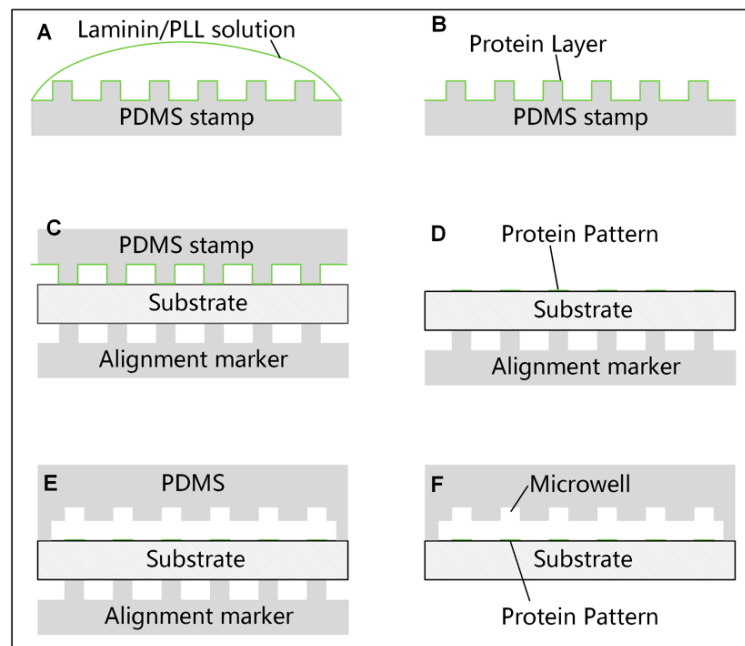 A
Laminin/PLL solution
PDMS stamp
B
Protein Layer
PDMS stamp
C
PDMS stamp
Substrate
Alignment marker
D
Protein Pattern
Substrate
Alignment marker
E
PDMS
Substrate
Alignment marker
F
Microwell
Substrate
Protein Pattern